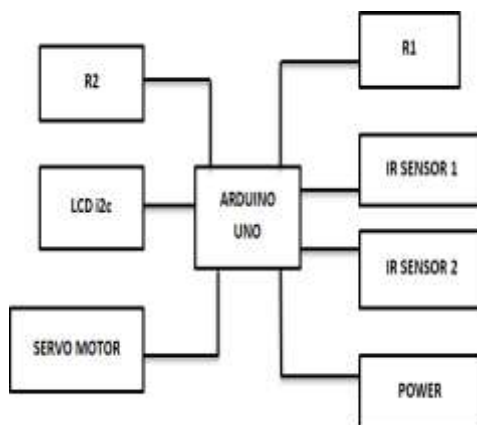 R2
R1
LCD i2c
ARDUINO
UNO
IR SENSOR 1
IR SENSOR 2
SERVO MOTOR
POWER